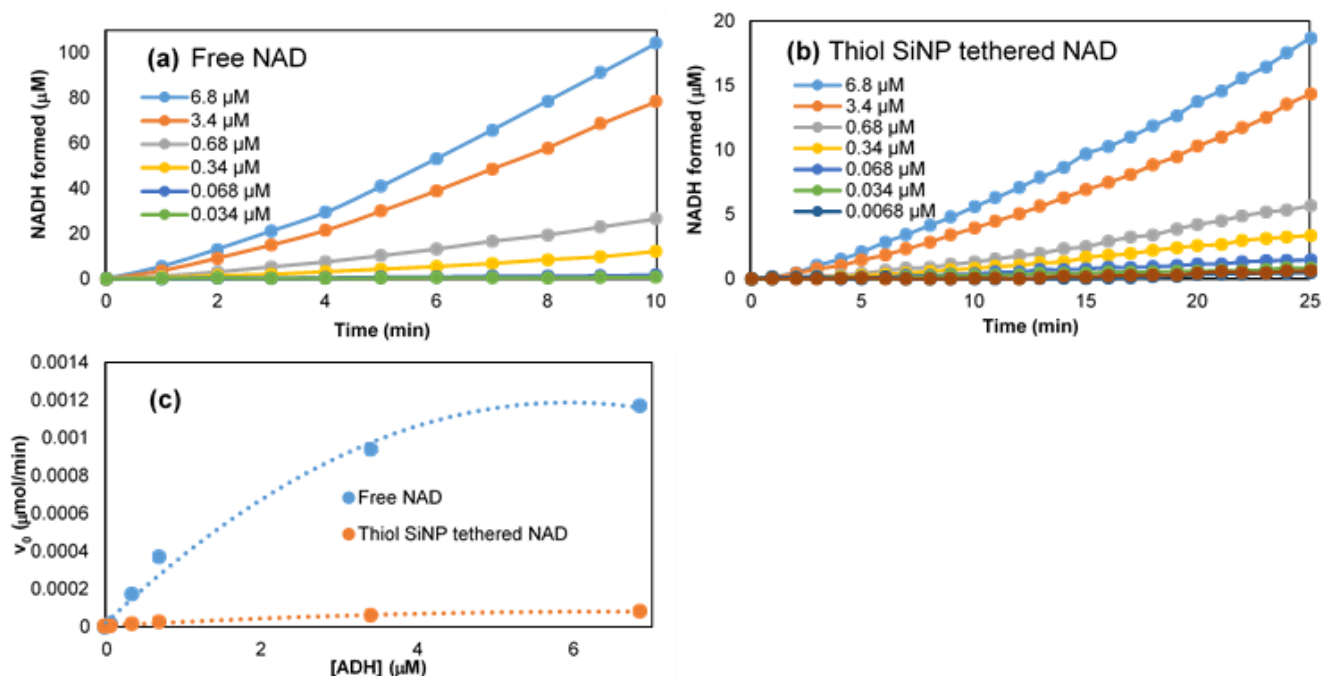 (a) Free NAD
6.8 µM
3.4 µM
0.68 µM
0.34 µM
0.068 µM
0.034 µM
NADH formed (µM)
100
80
60
40
20
0
0 2 4 6 8 10
Time (min)
(b) Thiol SiNP tethered NAD
6.8 µM
3.4 µM
0.68 µM
0.34 µM
0.068 µM
0.034 µM
0.0068 µM
NADH formed (µM)
20
15
10
5
0
0 5 10 15 20 25
Time (min)
(c)
Free NAD
Thiol SiNP tethered NAD
v0 (µmol/min)
0.0014
0.0012
0.001
0.0008
0.0006
0.0004
0.0002
0
0 2 4 6
[ADH] (µM)